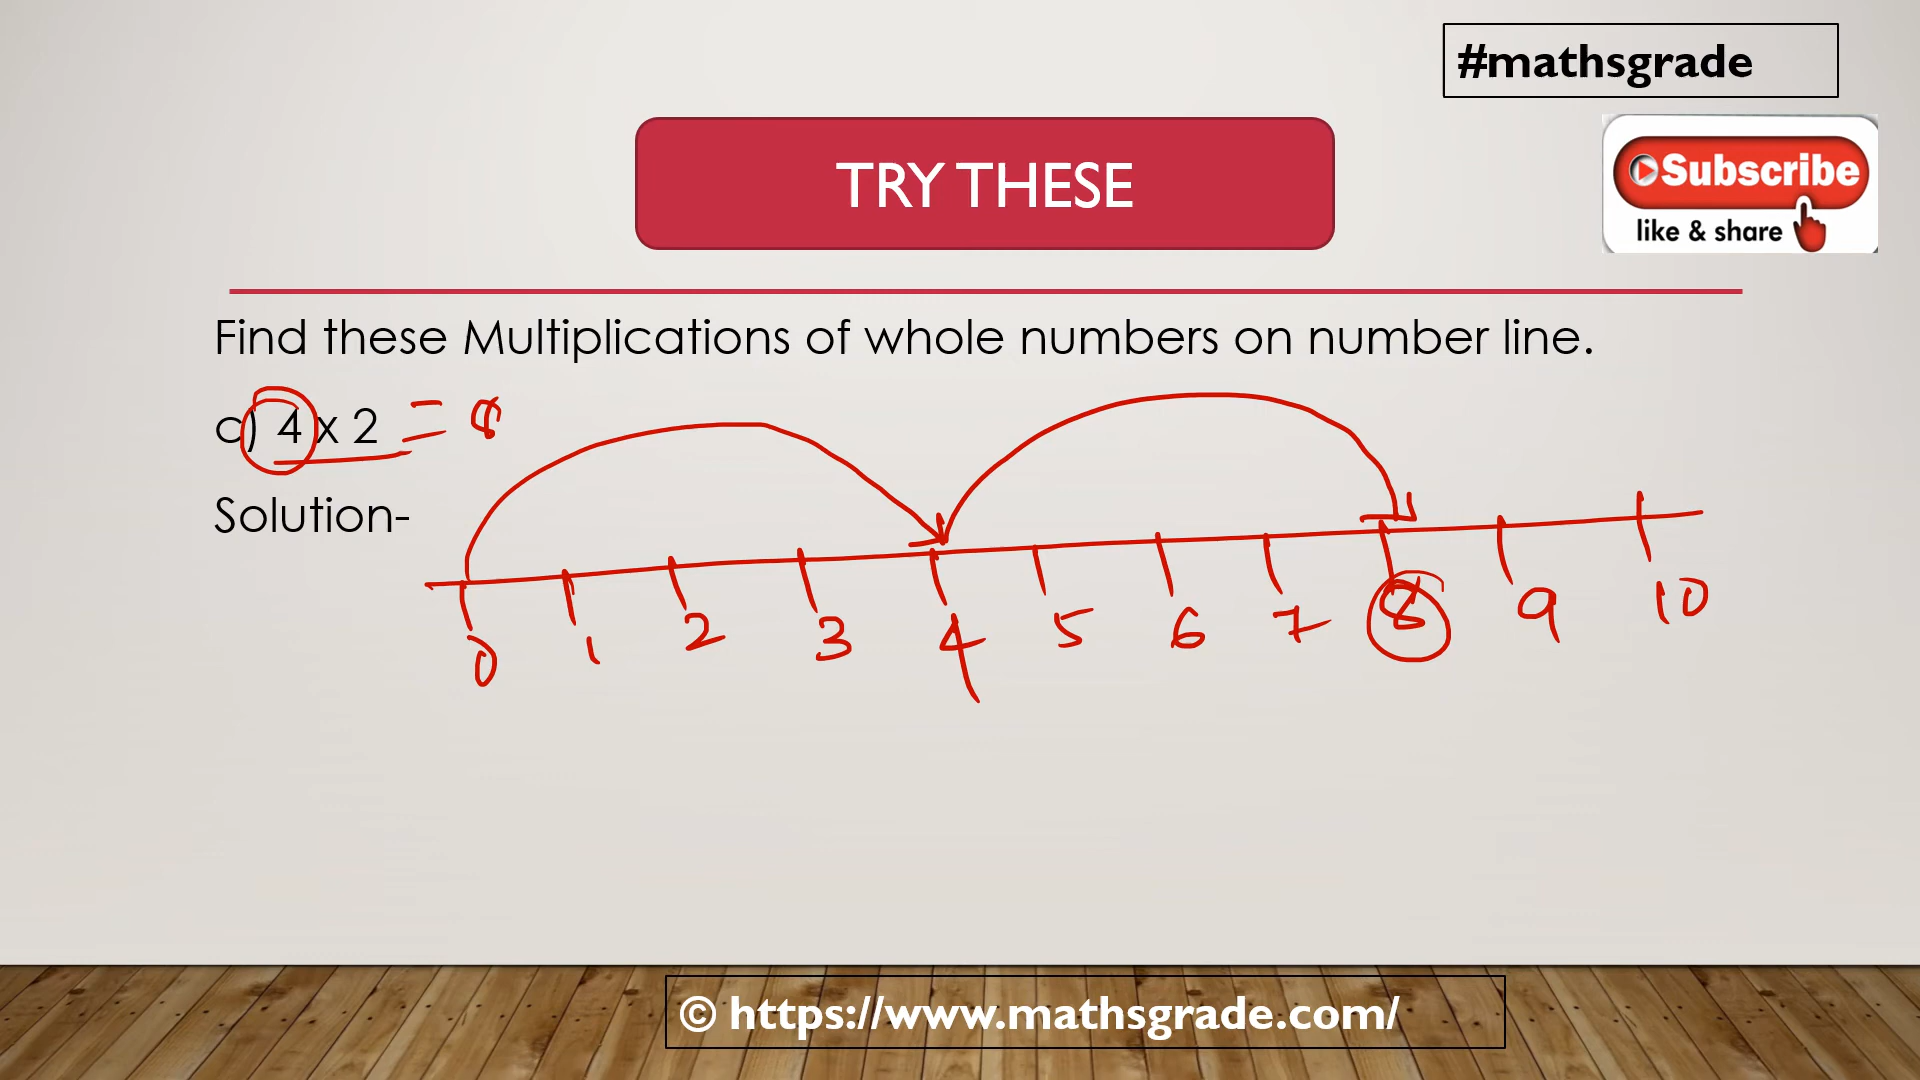 #mathsgrade
TRY THESE
Subscribe
like & share
Find these Multiplications of whole numbers on number line.
c) 4 x 2 = 8
Solution-
0 1 2 3 4 5 6 7 8 9 10
© https://www.mathsgrade.com/